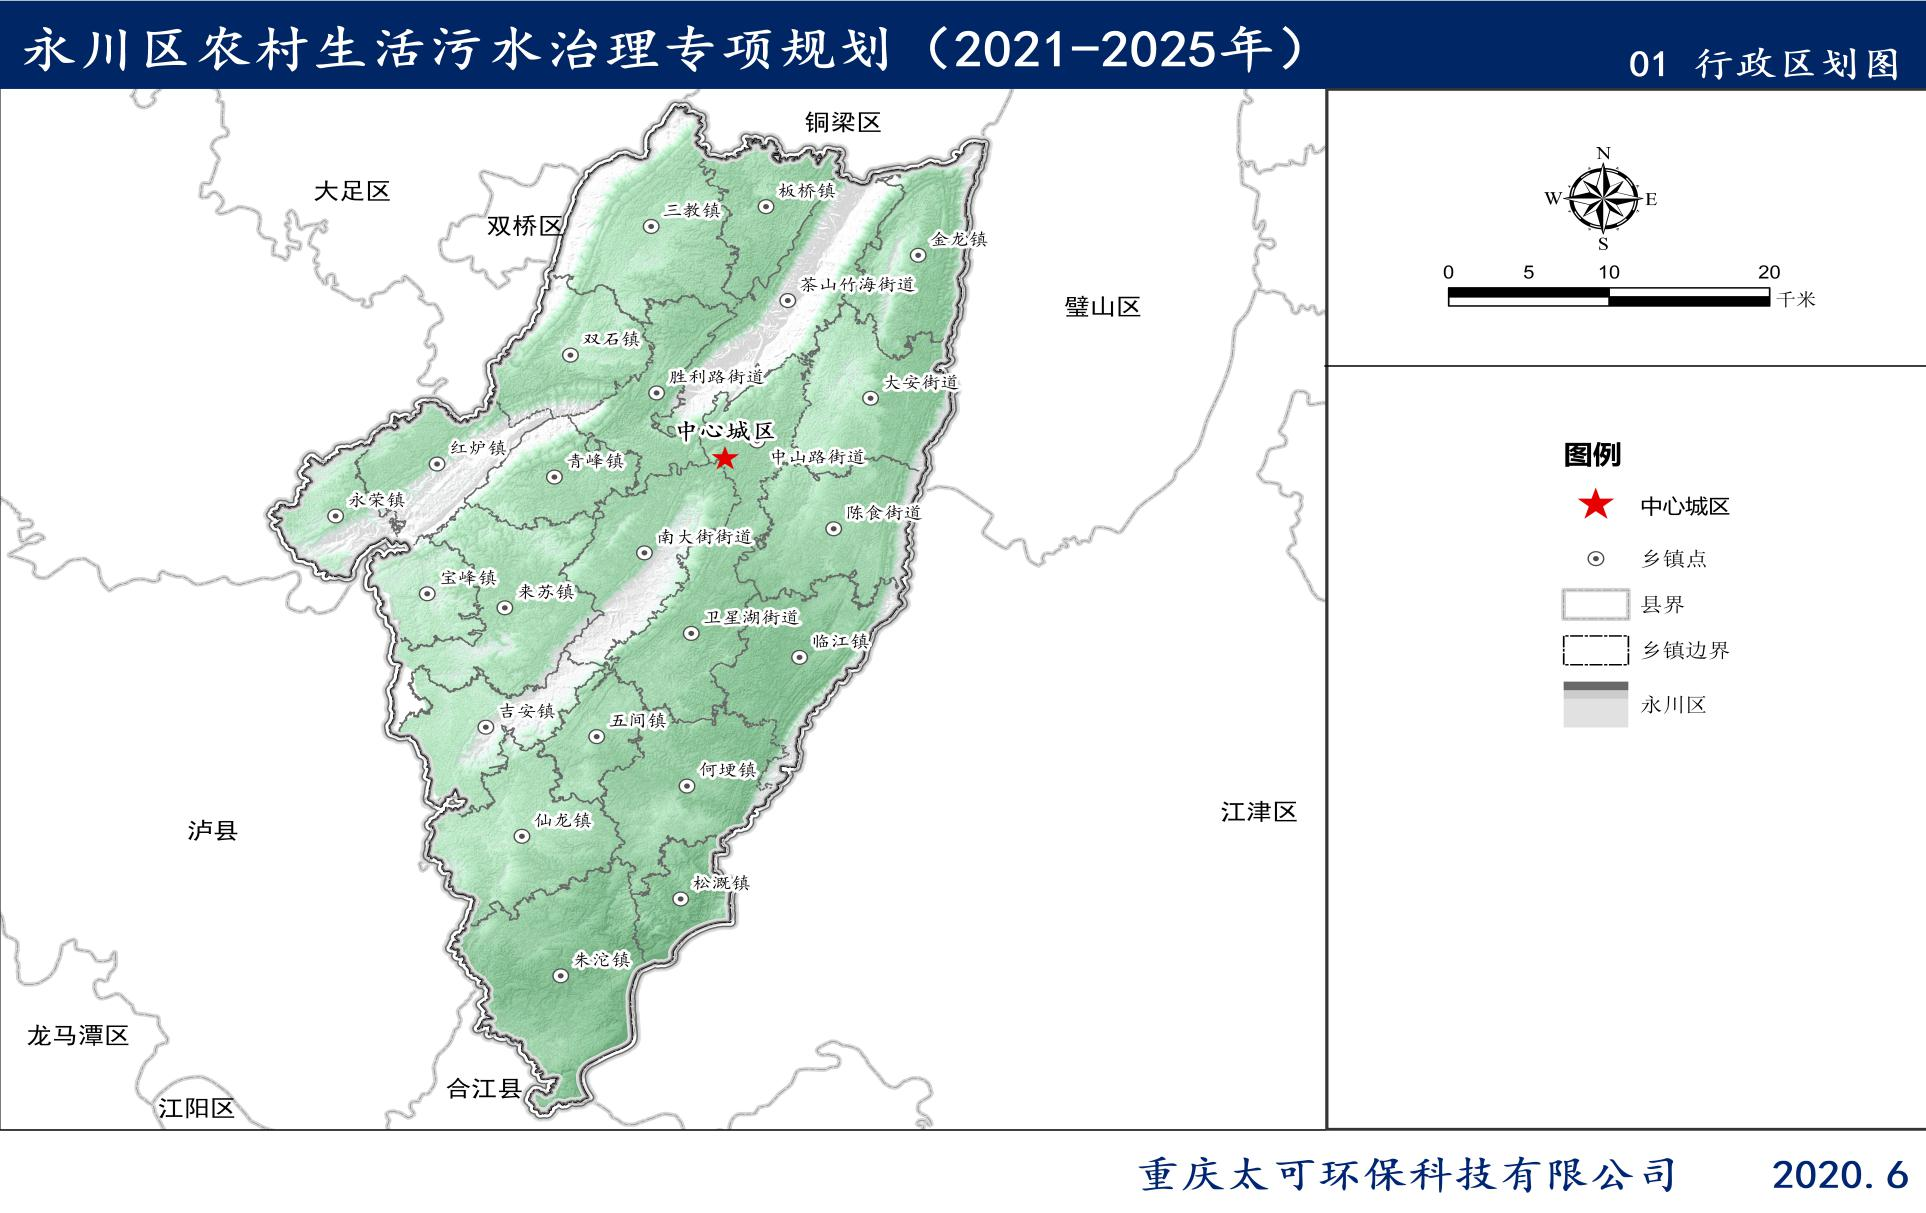 永川区农村生活污水治理专项规划（2021-2025年）
01 行政区划图
铜梁区
大足区
双桥区
板桥镇
三教镇
金龙镇
茶山竹海街道
璧山区
双石镇
胜利路街道
大安街道
中心城区
红炉镇
青峰镇
中山路街道
永荣镇
陈食街道
南大街街道
宝峰镇
来苏镇
卫星湖街道
临江镇
吉安镇
五间镇
何埂镇
仙龙镇
泸县
江津区
松溉镇
朱沱镇
龙马潭区
合江县
江阳区
N
W
E
S
0 5 10 20
千米
图例
中心城区
乡镇点
县界
乡镇边界
永川区
重庆太可环保科技有限公司 2020.6